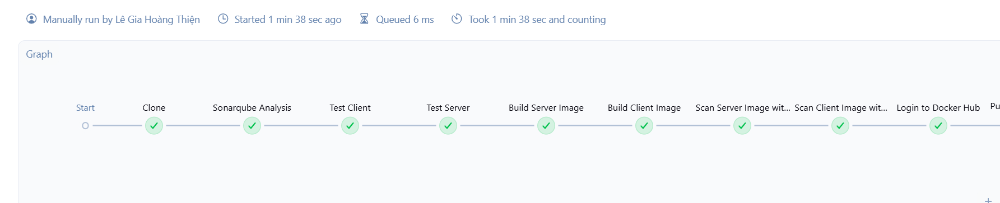 Manually run by Lê Gia Hoàng Thiện Started 1 min 38 sec ago Queued 6 ms Took 1 min 38 sec and counting
Graph
Start Clone Sonarqube Analysis Test Client Test Server Build Server Image Build Client Image Scan Server Image wit... Scan Client Image wit... Login to Docker Hub